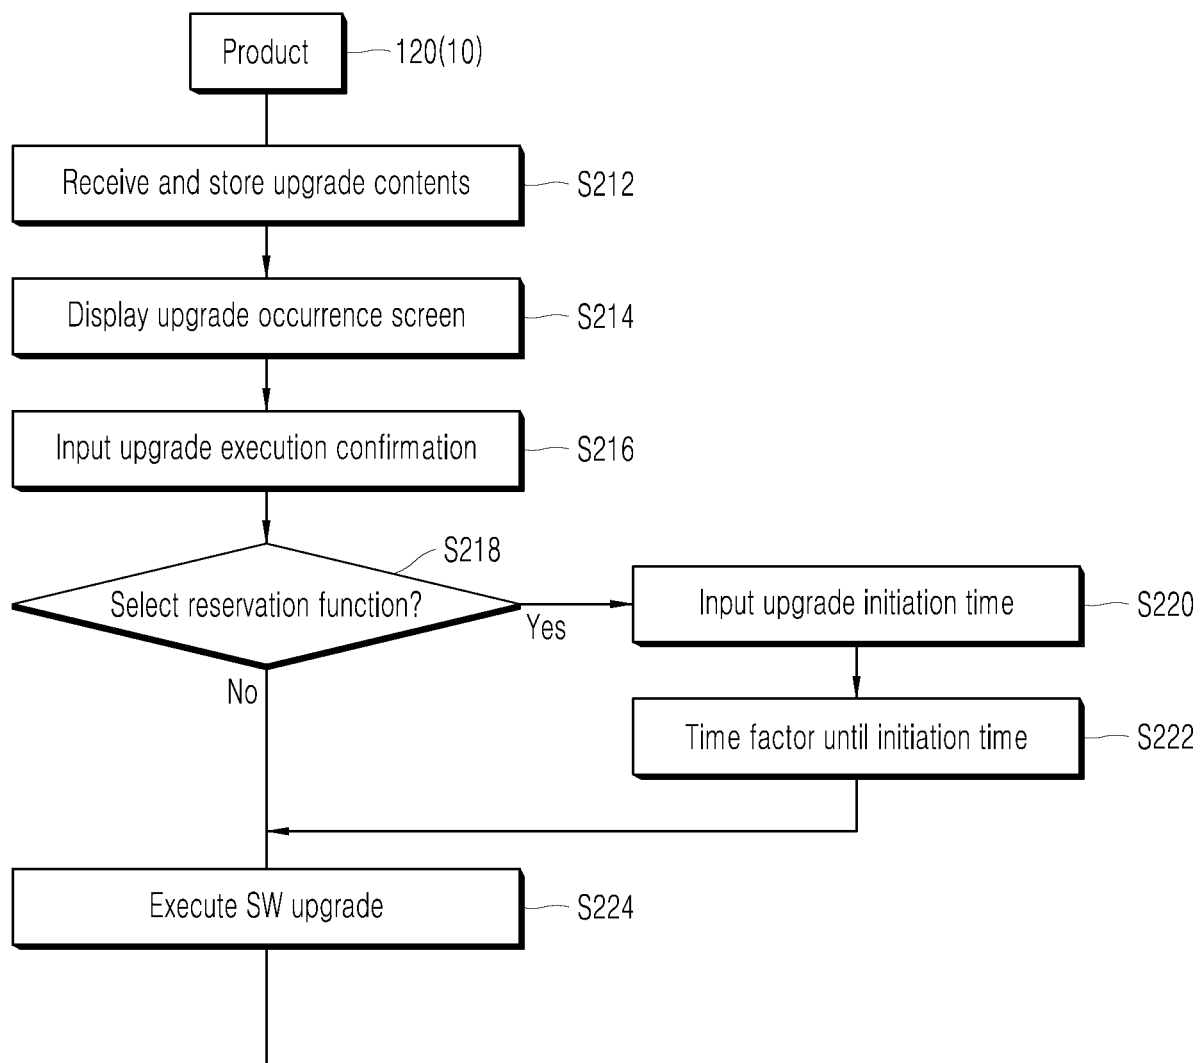 Product
120(10)
Receive and store upgrade contents
S212
Display upgrade occurrence screen
S214
Input upgrade execution confirmation
S216
S218
Select reservation function?
Yes
No
Input upgrade initiation time
S220
Time factor until initiation time
S222
Execute SW upgrade
S224